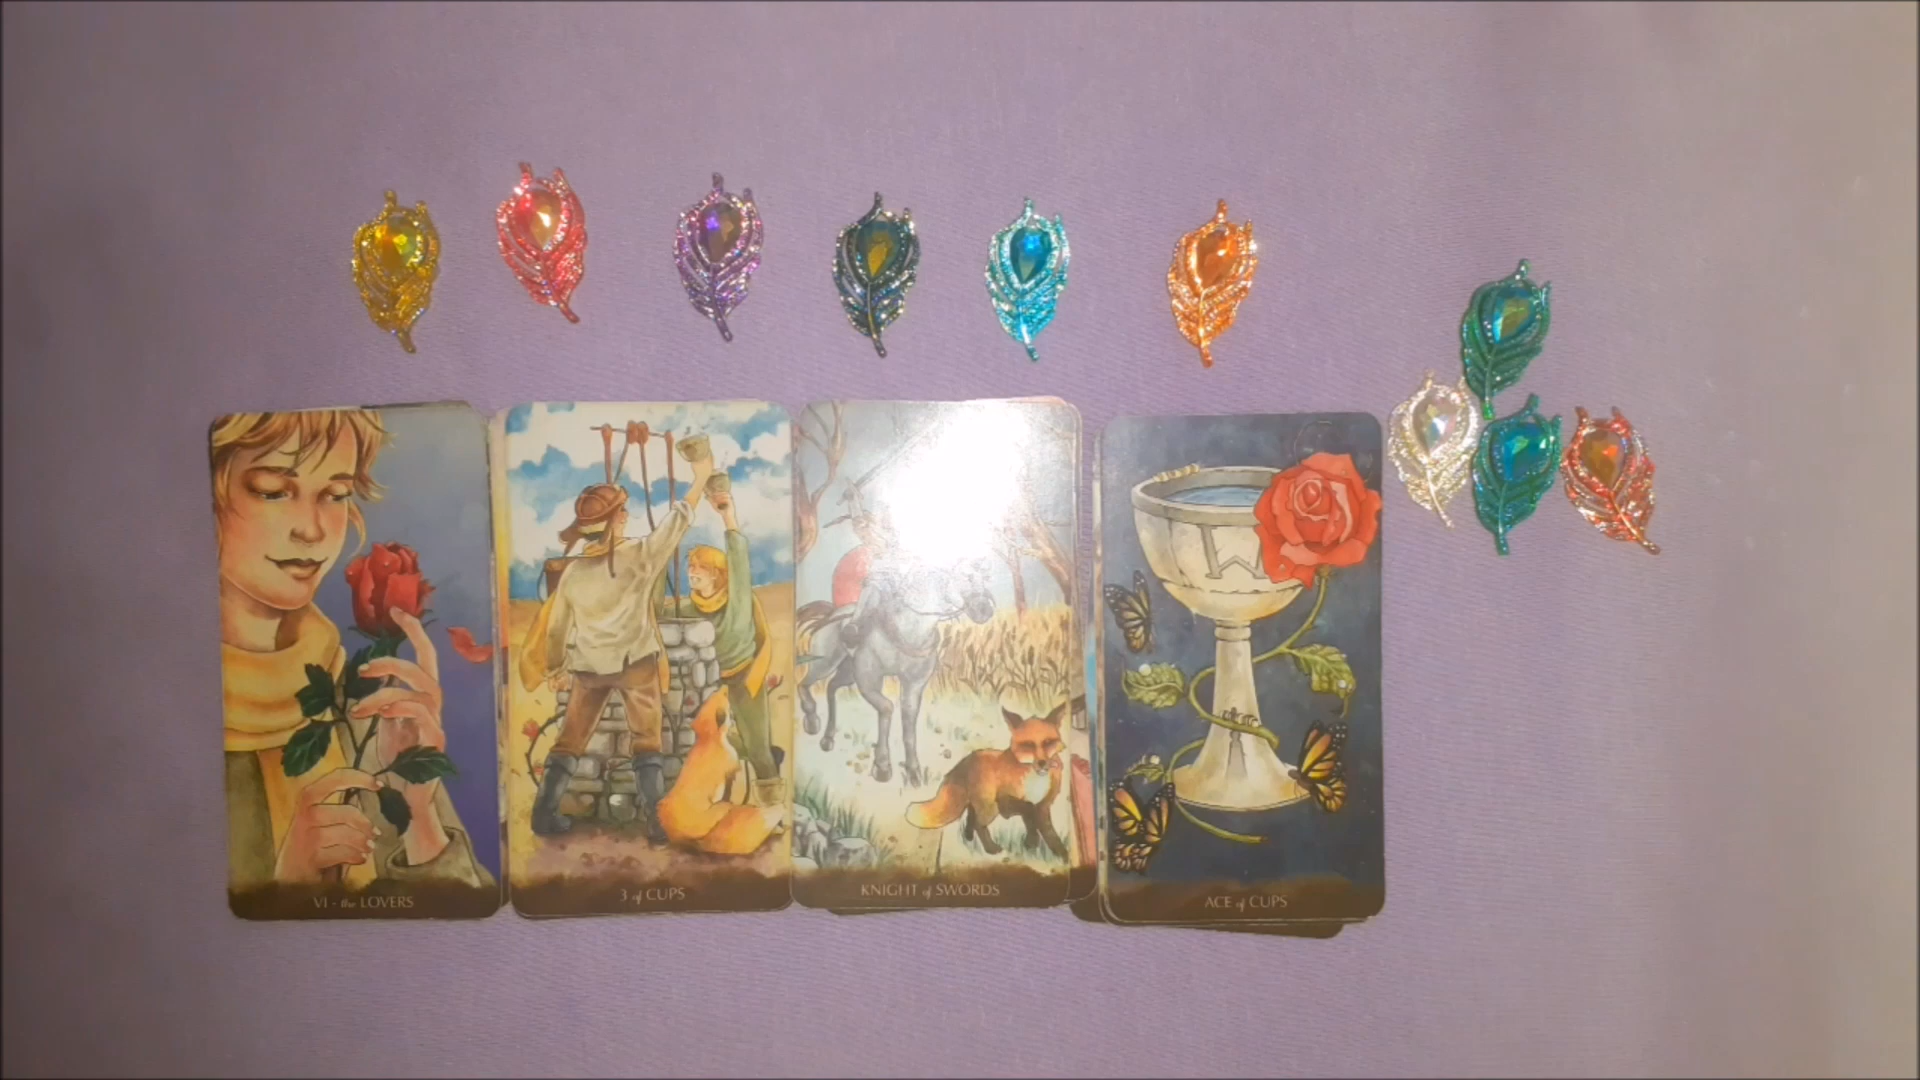 VI - the LOVERS
3 of CUPS
KNIGHT of SWORDS
ACE of CUPS
W